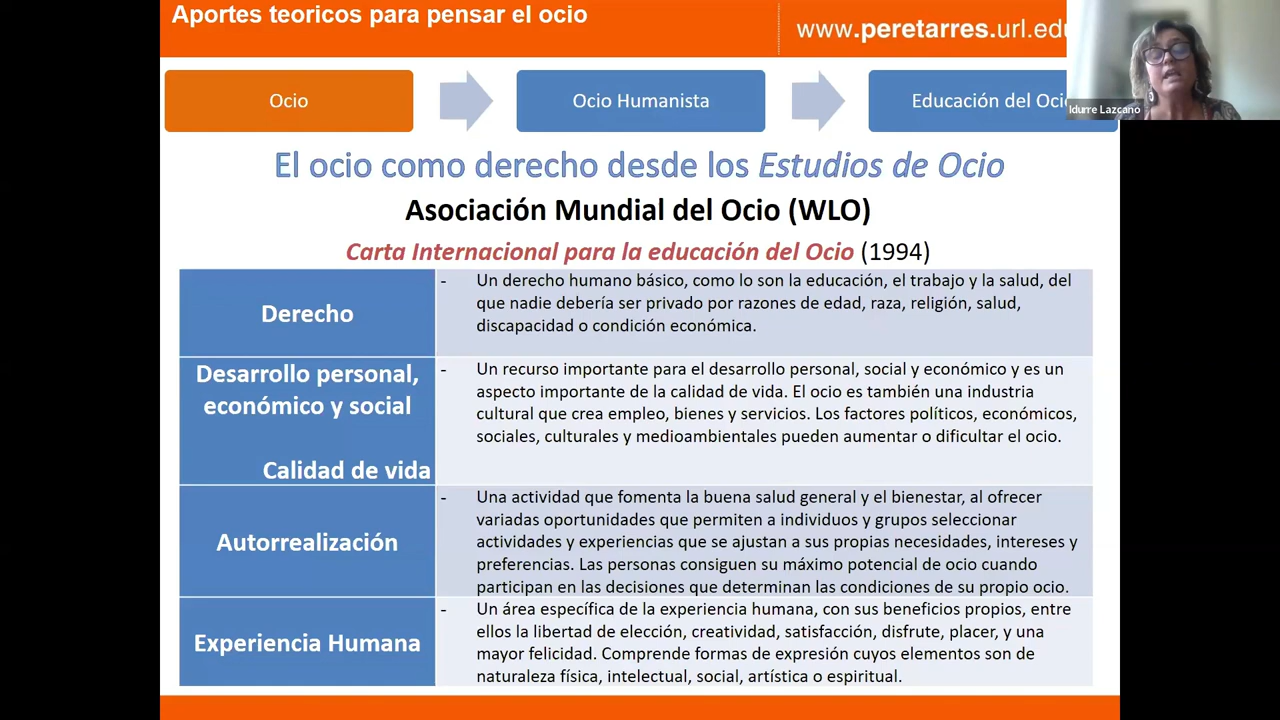 Aportes teoricos para pensar el ocio
www.peretarres.url.edu
Idurre Lazcano
Ocio
Ocio Humanista
Educación del Ocio
El ocio como derecho desde los Estudios de Ocio
Asociación Mundial del Ocio (WLO)
Carta Internacional para la educación del Ocio (1994)
Derecho
- Un derecho humano básico, como lo son la educación, el trabajo y la salud, del
que nadie debería ser privado por razones de edad, raza, religión, salud,
discapacidad o condición económica.
Desarrollo personal,
económico y social
Calidad de vida
- Un recurso importante para el desarrollo personal, social y económico y es un
aspecto importante de la calidad de vida. El ocio es también una industria
cultural que crea empleo, bienes y servicios. Los factores políticos, económicos,
sociales, culturales y medioambientales pueden aumentar o dificultar el ocio.
Autorrealización
- Una actividad que fomenta la buena salud general y el bienestar, al ofrecer
variadas oportunidades que permiten a individuos y grupos seleccionar
actividades y experiencias que se ajustan a sus propias necesidades, intereses y
preferencias. Las personas consiguen su máximo potencial de ocio cuando
participan en las decisiones que determinan las condiciones de su propio ocio.
Experiencia Humana
- Un área específica de la experiencia humana, con sus beneficios propios, entre
ellos la libertad de elección, creatividad, satisfacción, disfrute, placer, y una
mayor felicidad. Comprende formas de expresión cuyos elementos son de
naturaleza física, intelectual, social, artística o espiritual.